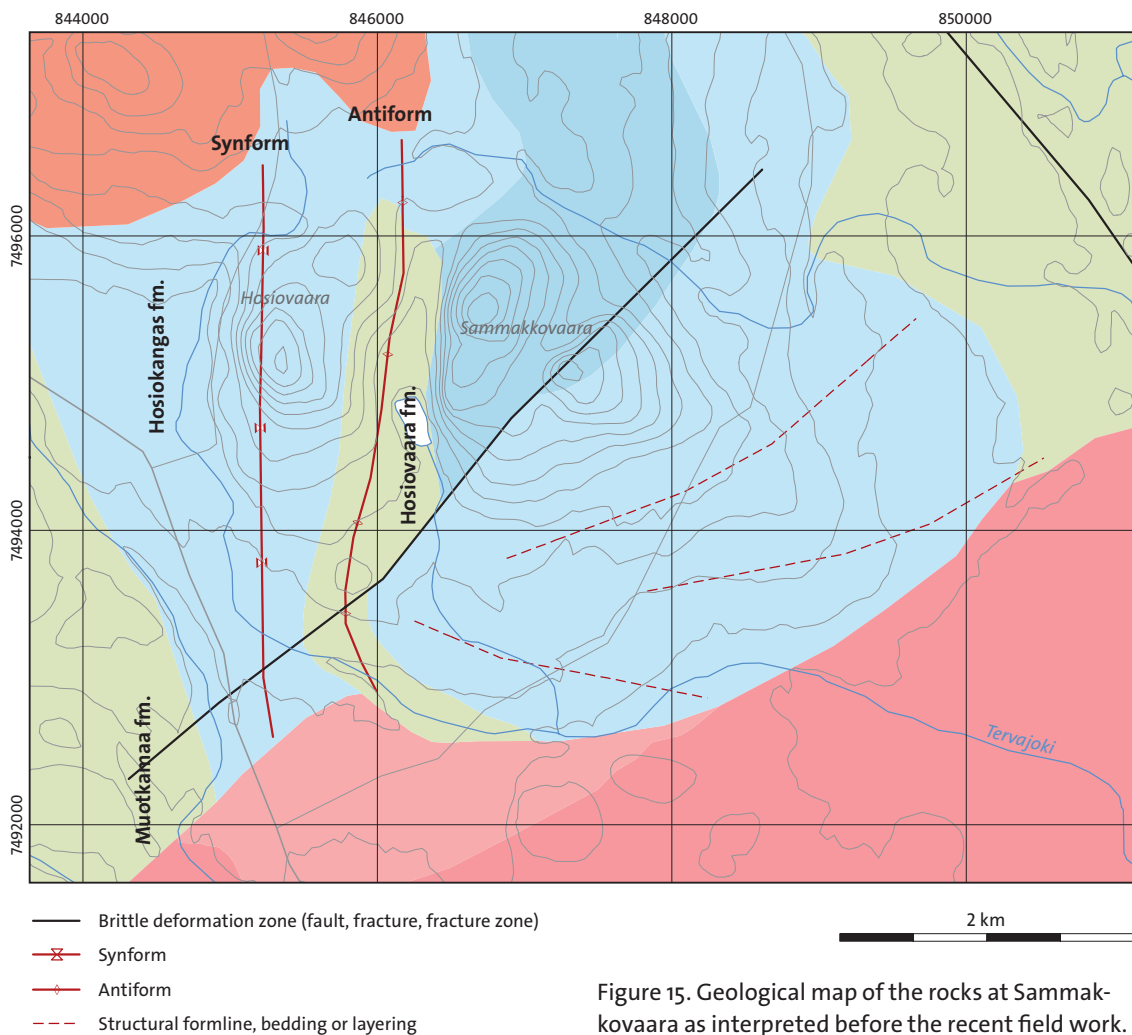 844000 846000 848000 850000
Antiform
Synform
7496000
Hosiovaara
Hosiokangas fm.
Sammakkovaara
Hosiovaara fm.
7494000
Muotkamaa fm.
Tervajoki
7492000
Brittle deformation zone (fault, fracture, fracture zone)
2 km
Synform
Antiform
Structural formline, bedding or layering
Figure 15. Geological map of the rocks at Sammak-
kovaara as interpreted before the recent field work.